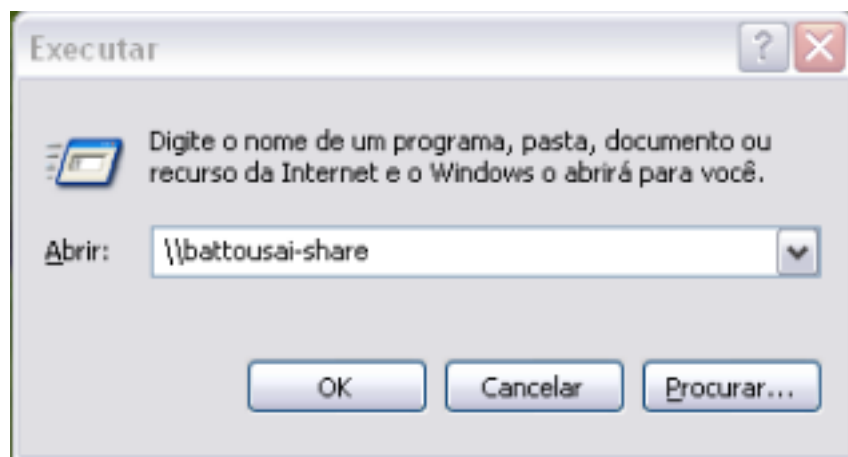 Executar
Digite o nome de um programa, pasta, documento ou
recurso da Internet e o Windows o abrirá para você.
Abrir: \\battousai-share
OK Cancelar Procurar...